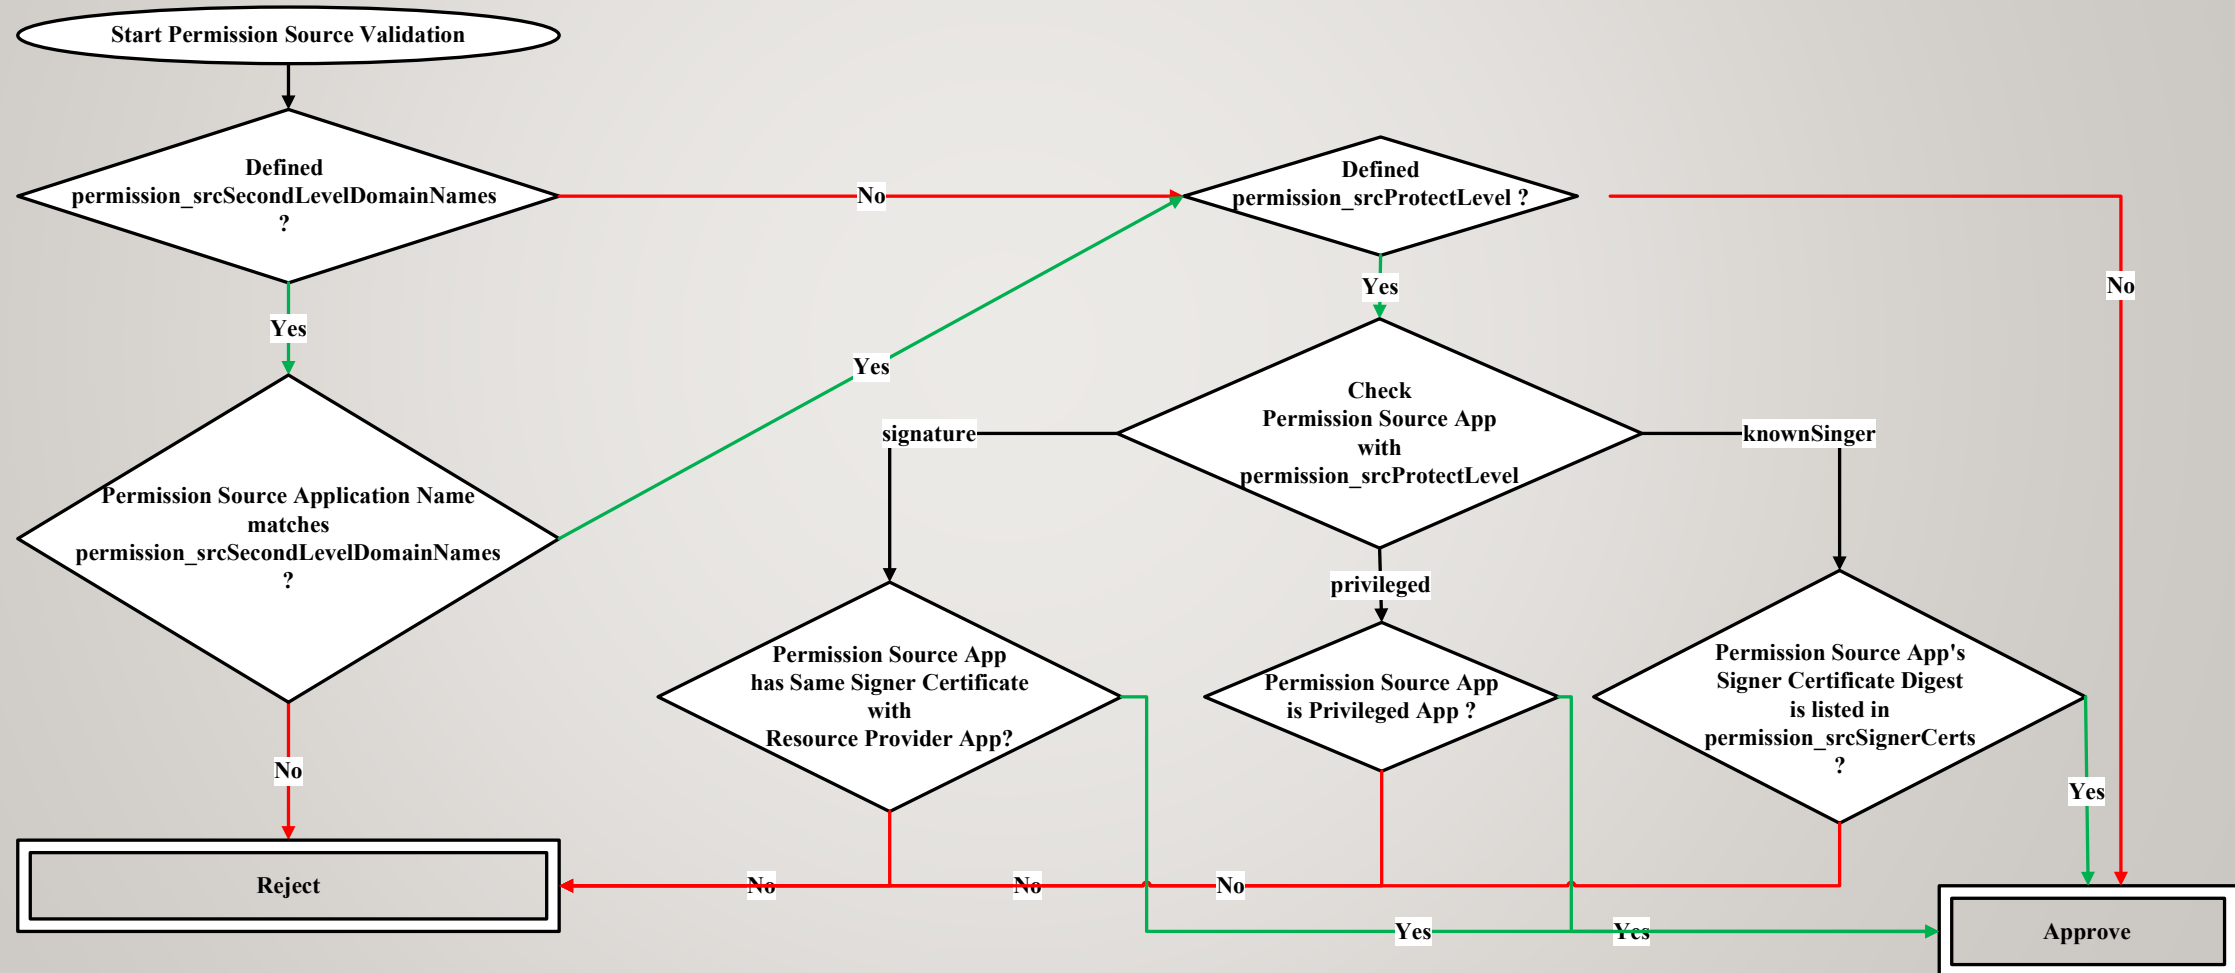 Start Permission Source Validation
Defined
permission_srcSecondLevelDomainNames
?
No
Defined
permission_srcProtectLevel ?
No
Yes
Yes
Yes
Check
Permission Source App
with
permission_srcProtectLevel
signature
knownSinger
privileged
Permission Source Application Name
matches
permission_srcSecondLevelDomainNames
?
Permission Source App
has Same Signer Certificate
with
Resource Provider App?
Permission Source App
is Privileged App ?
Permission Source App's
Signer Certificate Digest
is listed in
permission_srcSignerCerts
?
No
Yes
Reject
No
No
No
Yes
Yes
Approve